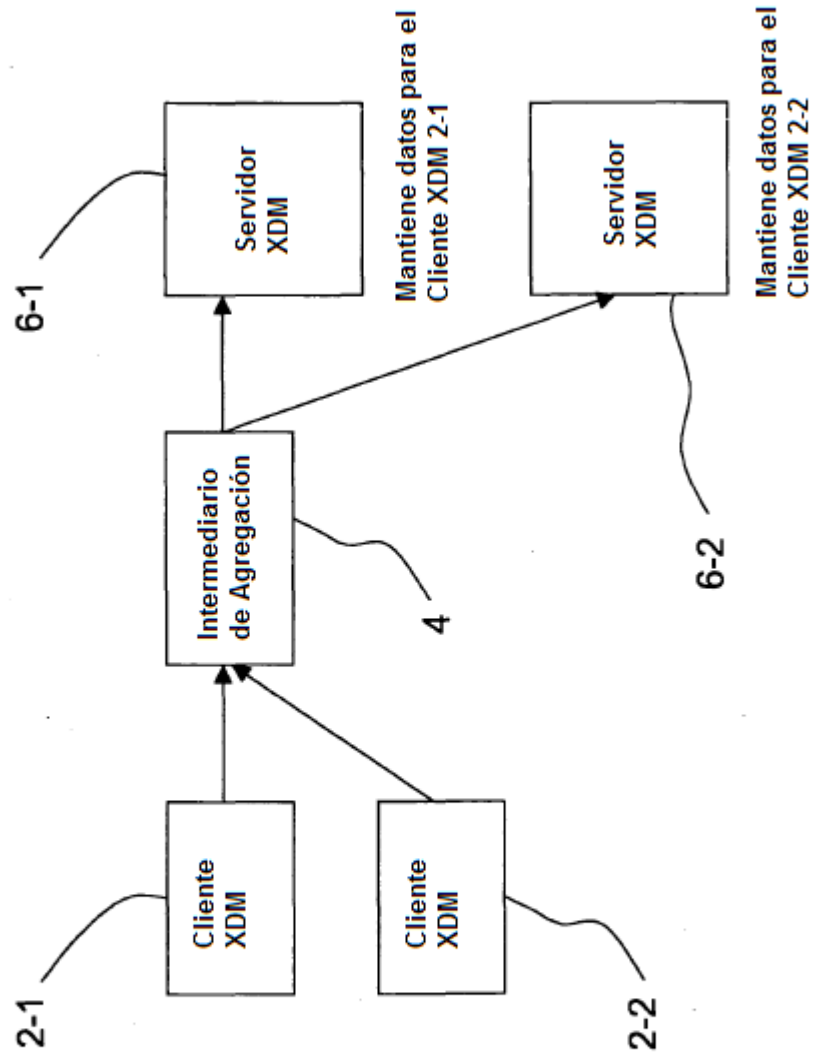 2-1
Cliente
XDM
2-2
Cliente
XDM
4
Intermediario
de Agregación
6-1
Servidor
XDM
Mantiene datos para el
Cliente XDM 2-1
6-2
Servidor
XDM
Mantiene datos para el
Cliente XDM 2-2